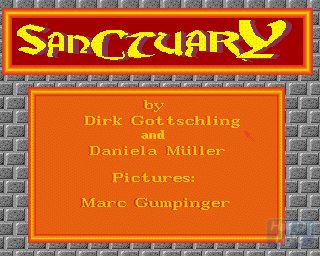 SANCTUARY
by
Dirk Gottschling
and
Daniela Müller
Pictures:
Marc Gumpinger